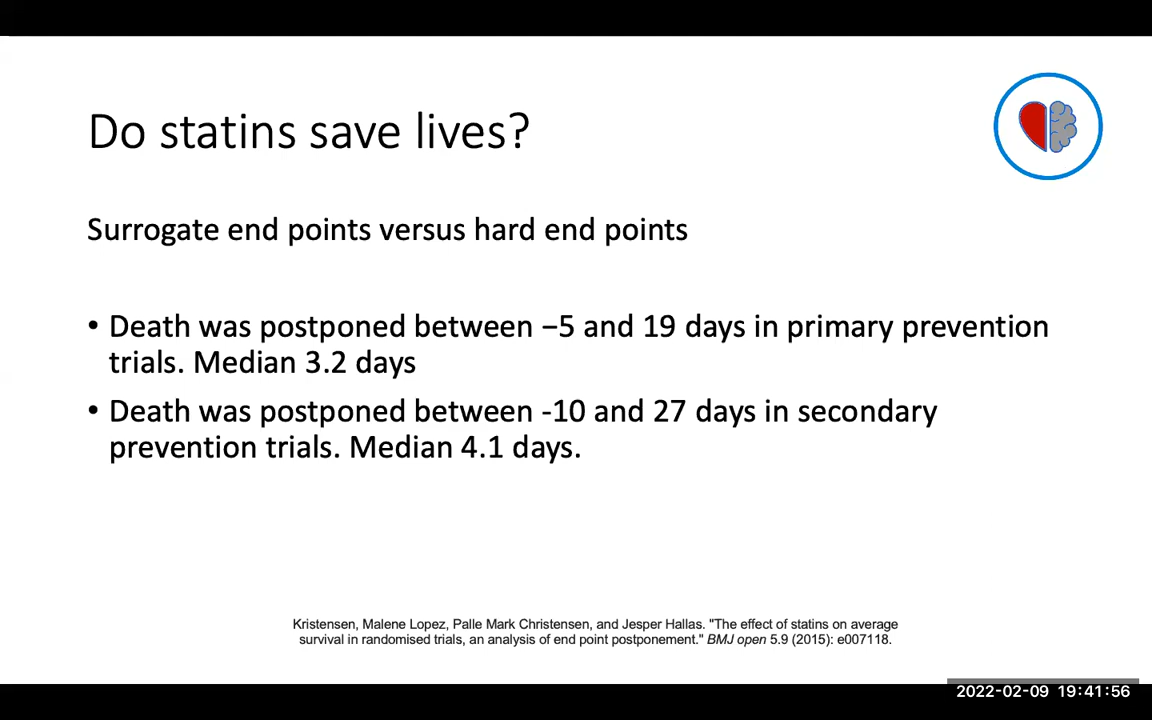 Do statins save lives?
Surrogate end points versus hard end points
• Death was postponed between −5 and 19 days in primary prevention
trials. Median 3.2 days
• Death was postponed between -10 and 27 days in secondary
prevention trials. Median 4.1 days.
Kristensen, Malene Lopez, Palle Mark Christensen, and Jesper Hallas. "The effect of statins on average
survival in randomised trials, an analysis of end point postponement." BMJ open 5.9 (2015): e007118.
2022-02-09 19:41:56